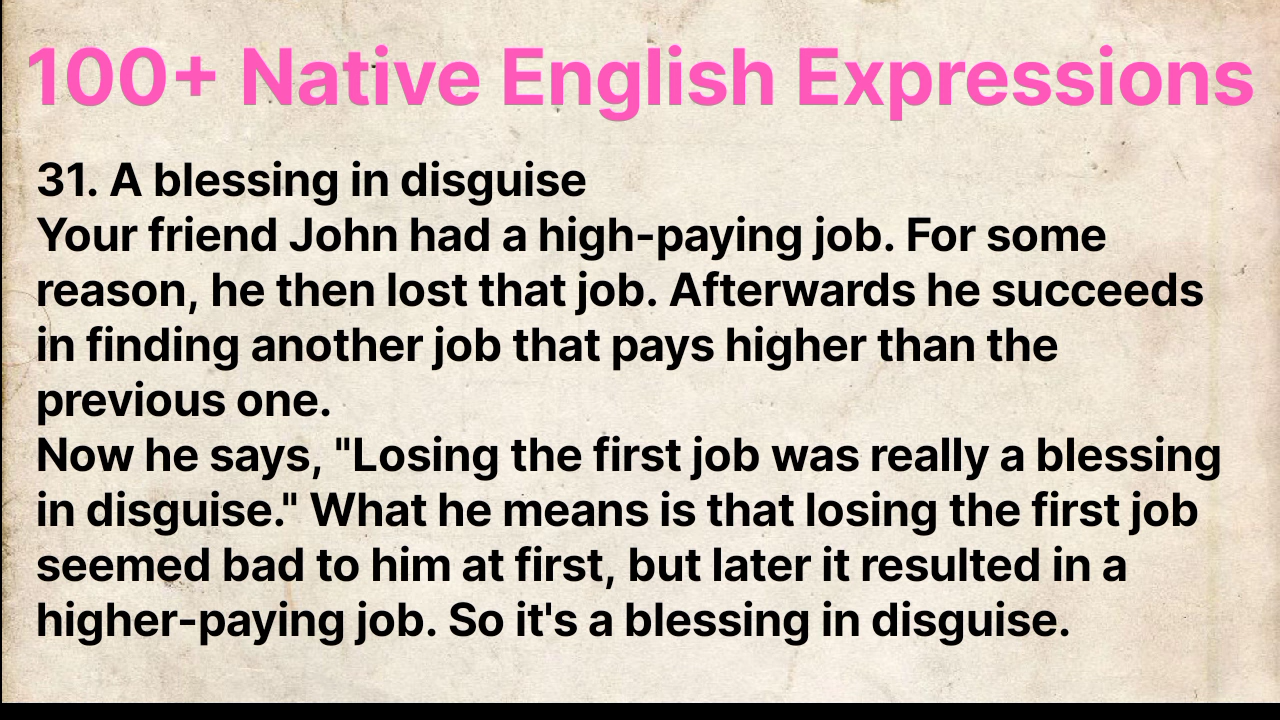 100+ Native English Expressions
31. A blessing in disguise
Your friend John had a high-paying job. For some
reason, he then lost that job. Afterwards he succeeds
in finding another job that pays higher than the
previous one.
Now he says, "Losing the first job was really a blessing
in disguise." What he means is that losing the first job
seemed bad to him at first, but later it resulted in a
higher-paying job. So it's a blessing in disguise.